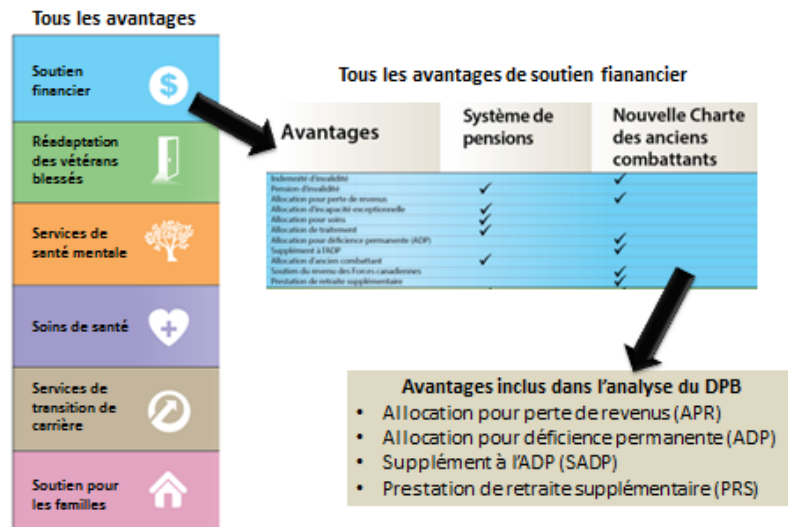 Tous les avantages
Soutien
financier
$
Réadaptation
des vétérans
blessés
Services de
santé mentale
Soins de santé
Services de
transition de
carrière
Soutien pour
les familles
Tous les avantages de soutien fianancier
Avantages
Système de
pensions
Nouvelle Charte
des anciens
combattants
Indemnité d'invalidité ✓
Pension d'invalidité ✓
Allocation pour perte de revenus ✓
Allocation d'incapacité exceptionnelle ✓
Allocation pour soins ✓
Allocation de traitement ✓
Allocation pour déficience permanente (ADP) ✓
Supplément à l'ADP ✓
Allocation d'ancien combattant ✓
Soutien du revenu des Forces canadiennes ✓
Prestation de retraite supplémentaire ✓
Avantages inclus dans l'analyse du DPB
• Allocation pour perte de revenus (APR)
• Allocation pour déficience permanente (ADP)
• Supplément à l'ADP (SADP)
• Prestation de retraite supplémentaire (PRS)